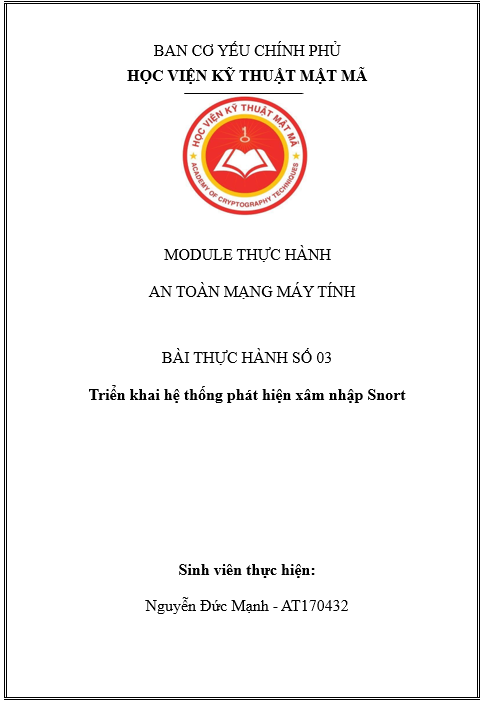 BAN CƠ YẾU CHÍNH PHỦ
HỌC VIỆN KỸ THUẬT MẬT MÃ
HỌC VIỆN KỸ THUẬT MẬT MÃ
ACADEMY OF CRYPTOGRAPHY TECHNIQUES
MODULE THỰC HÀNH
AN TOÀN MẠNG MÁY TÍNH
BÀI THỰC HÀNH SỐ 03
Triển khai hệ thống phát hiện xâm nhập Snort
Sinh viên thực hiện:
Nguyễn Đức Mạnh - AT170432